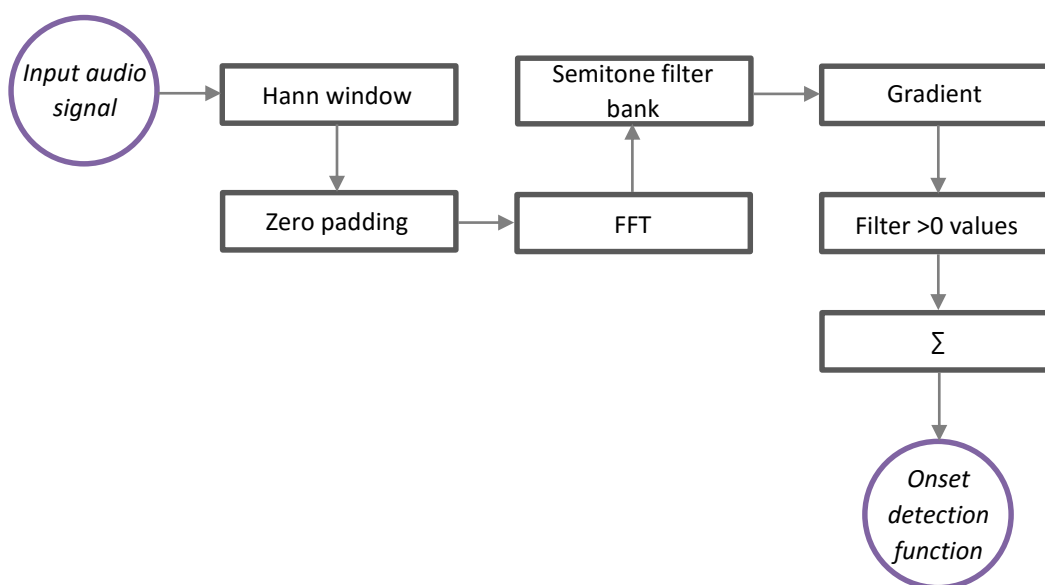 Input audio
signal
Hann window
Zero padding
FFT
Semitone filter
bank
Gradient
Filter >0 values
∑
Onset
detection
function